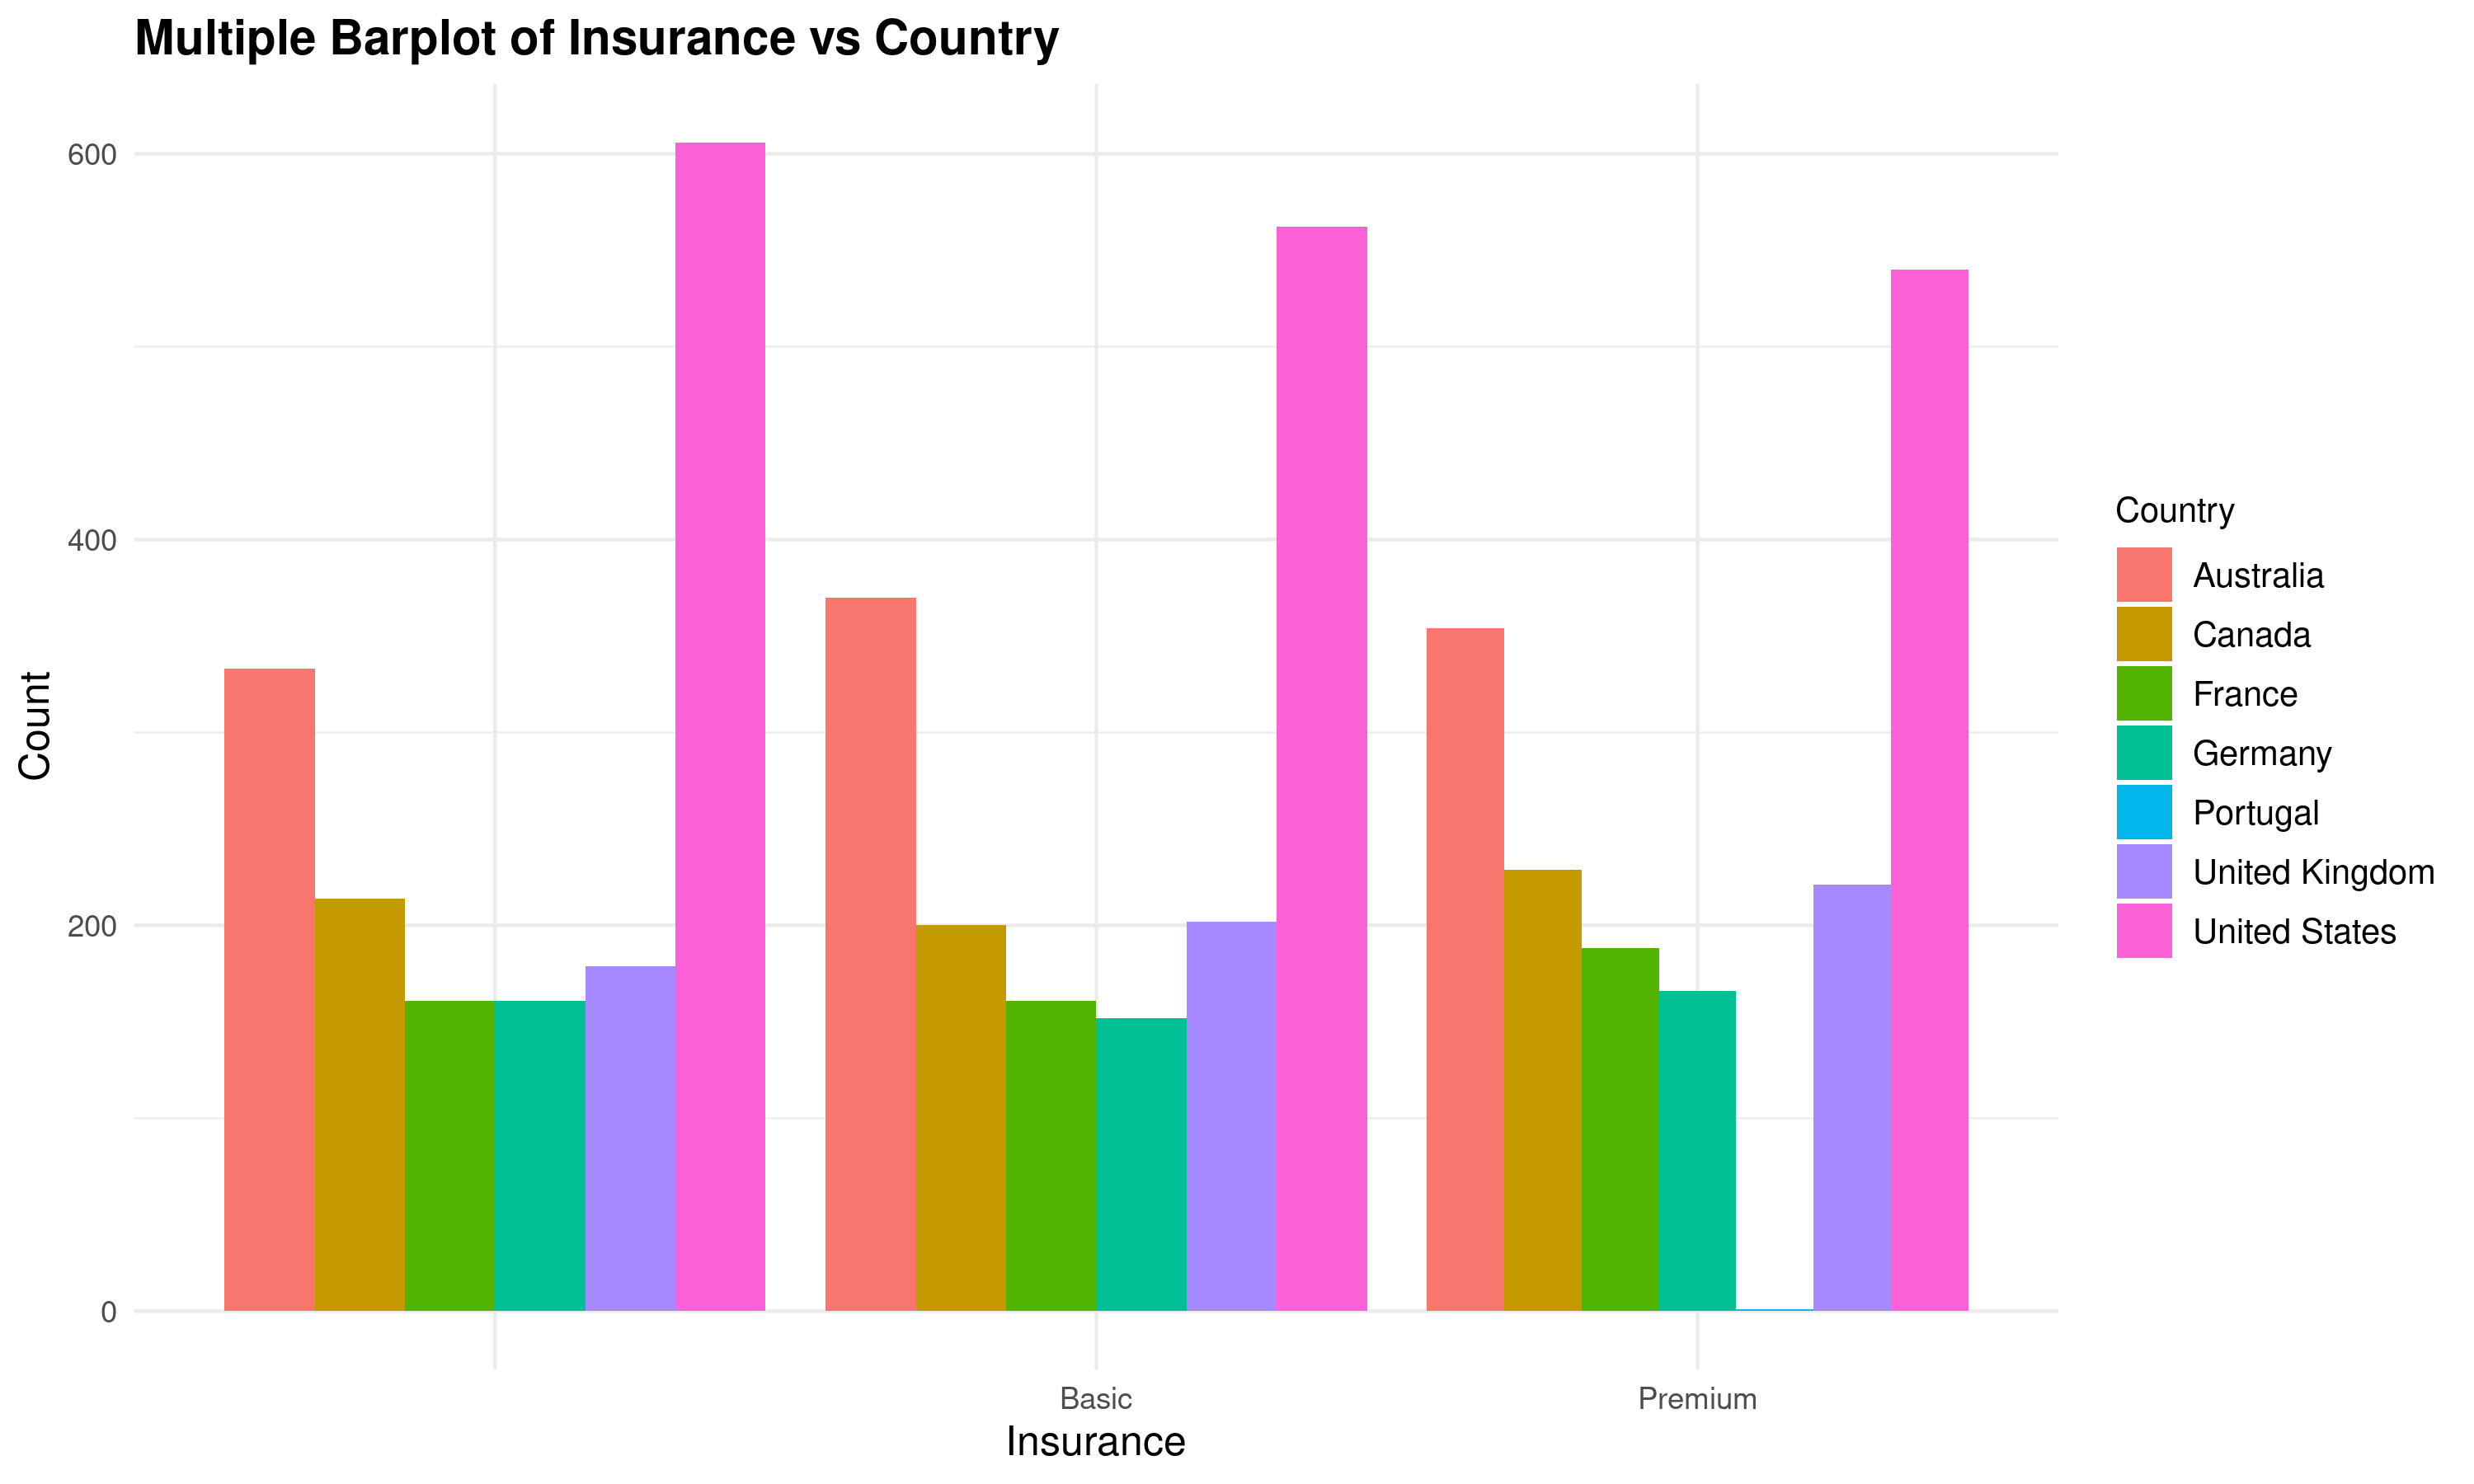 Multiple Barplot of Insurance vs Country
600
400
200
0
Count
Basic
Premium
Insurance
Country
Australia
Canada
France
Germany
Portugal
United Kingdom
United States